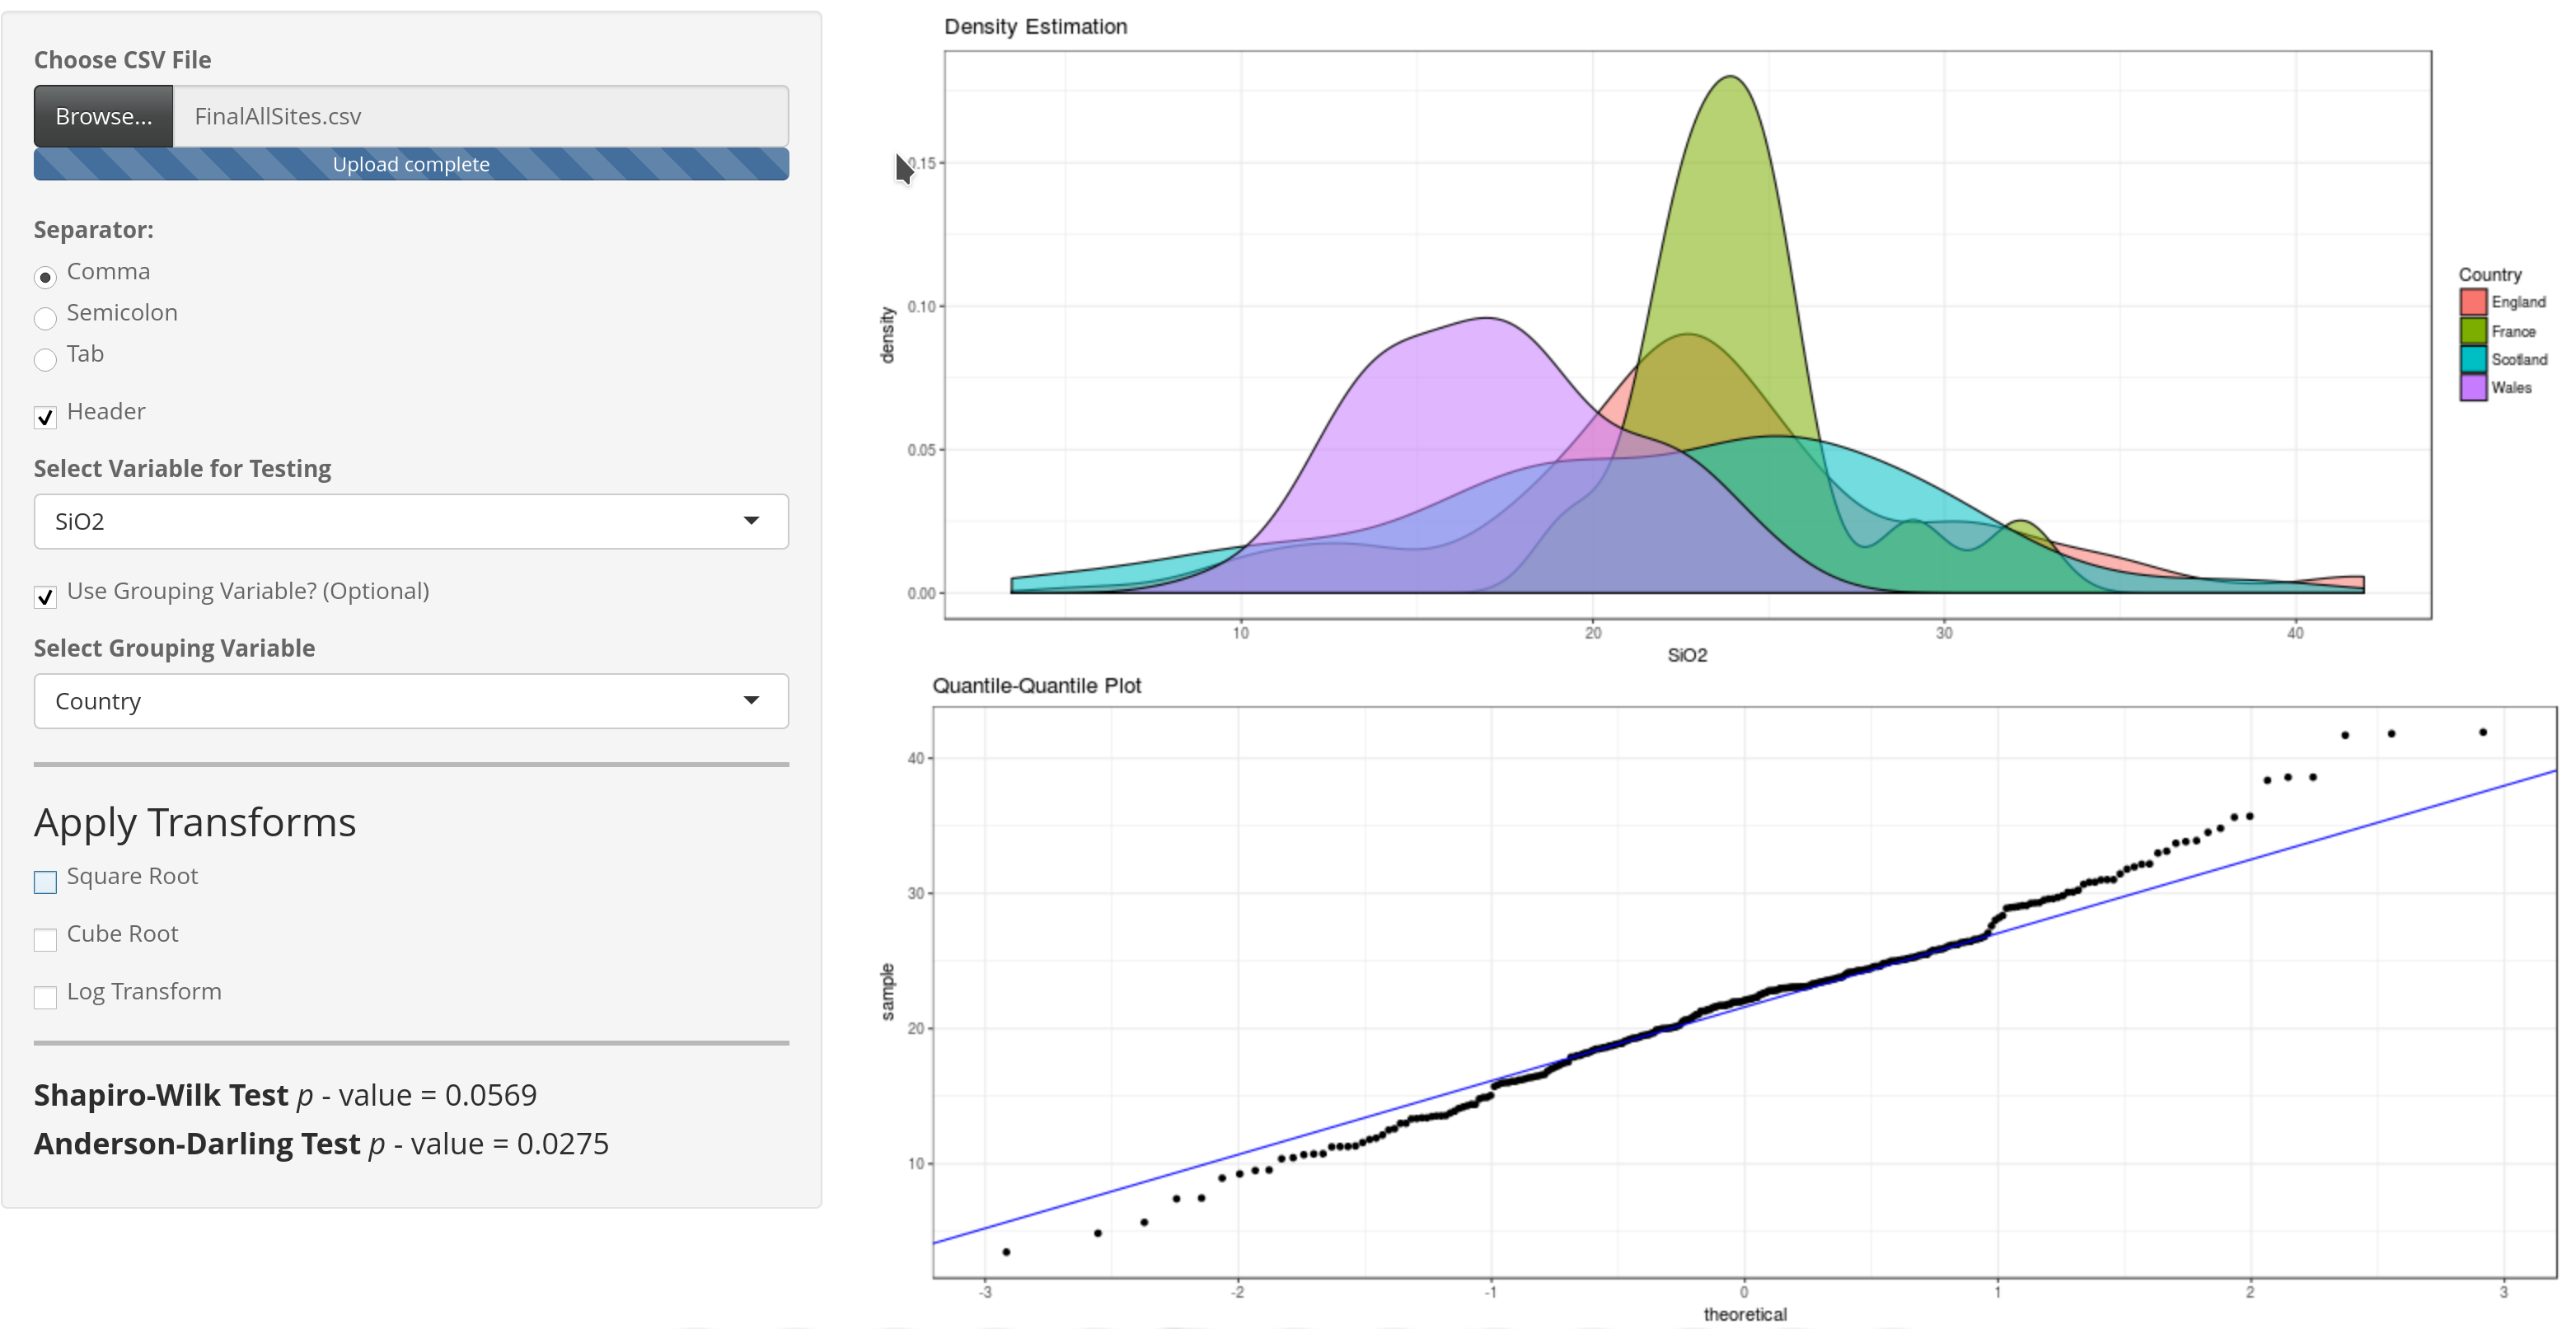 Choose CSV File
Browse... FinalAllSites.csv
Upload complete
Separator:
Comma
Semicolon
Tab
Header
Select Variable for Testing
SiO2
Use Grouping Variable? (Optional)
Select Grouping Variable
Country
Apply Transforms
Square Root
Cube Root
Log Transform
Shapiro-Wilk Test p - value = 0.0569
Anderson-Darling Test p - value = 0.0275
Density Estimation
density
0.15
0.10
0.05
0.00
10 20 30 40
SiO2
Country
England
France
Scotland
Wales
Quantile-Quantile Plot
sample
40
30
20
10
-3 -2 -1 0 1 2 3
theoretical